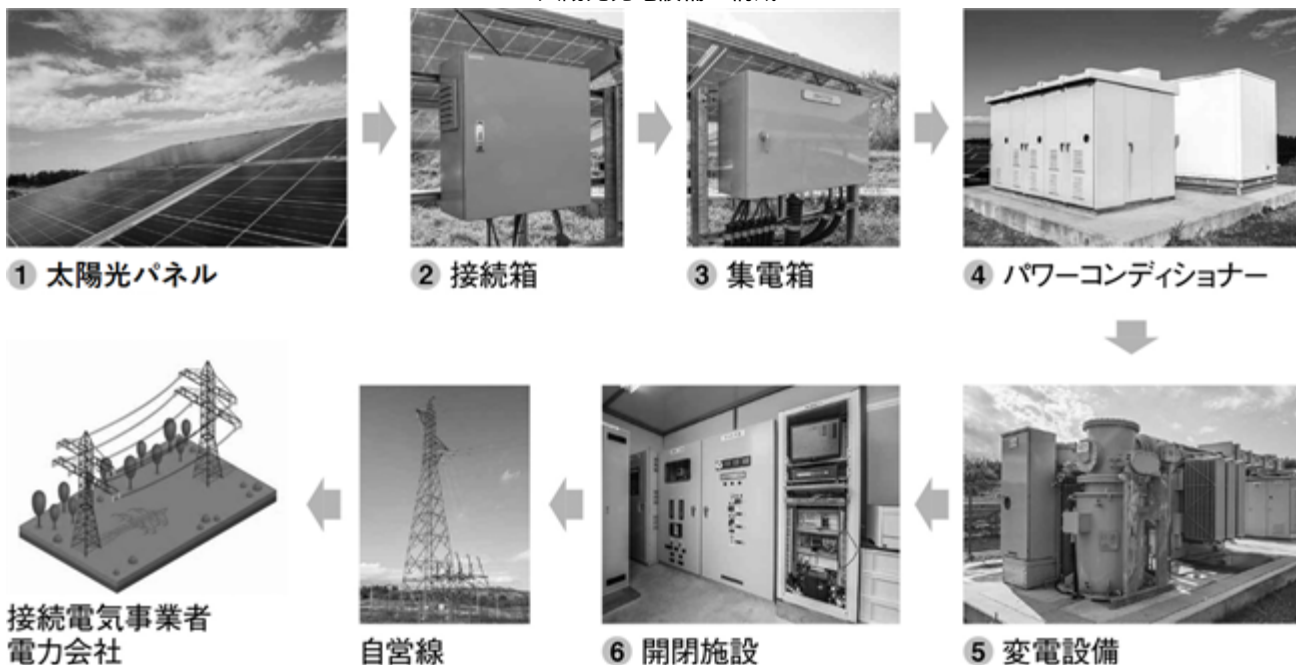 ① 太陽光パネル
② 接続箱
③ 集電箱
④ パワーコンディショナー
接続電気事業者
電力会社
自営線
⑥ 開閉施設
⑤ 変電設備